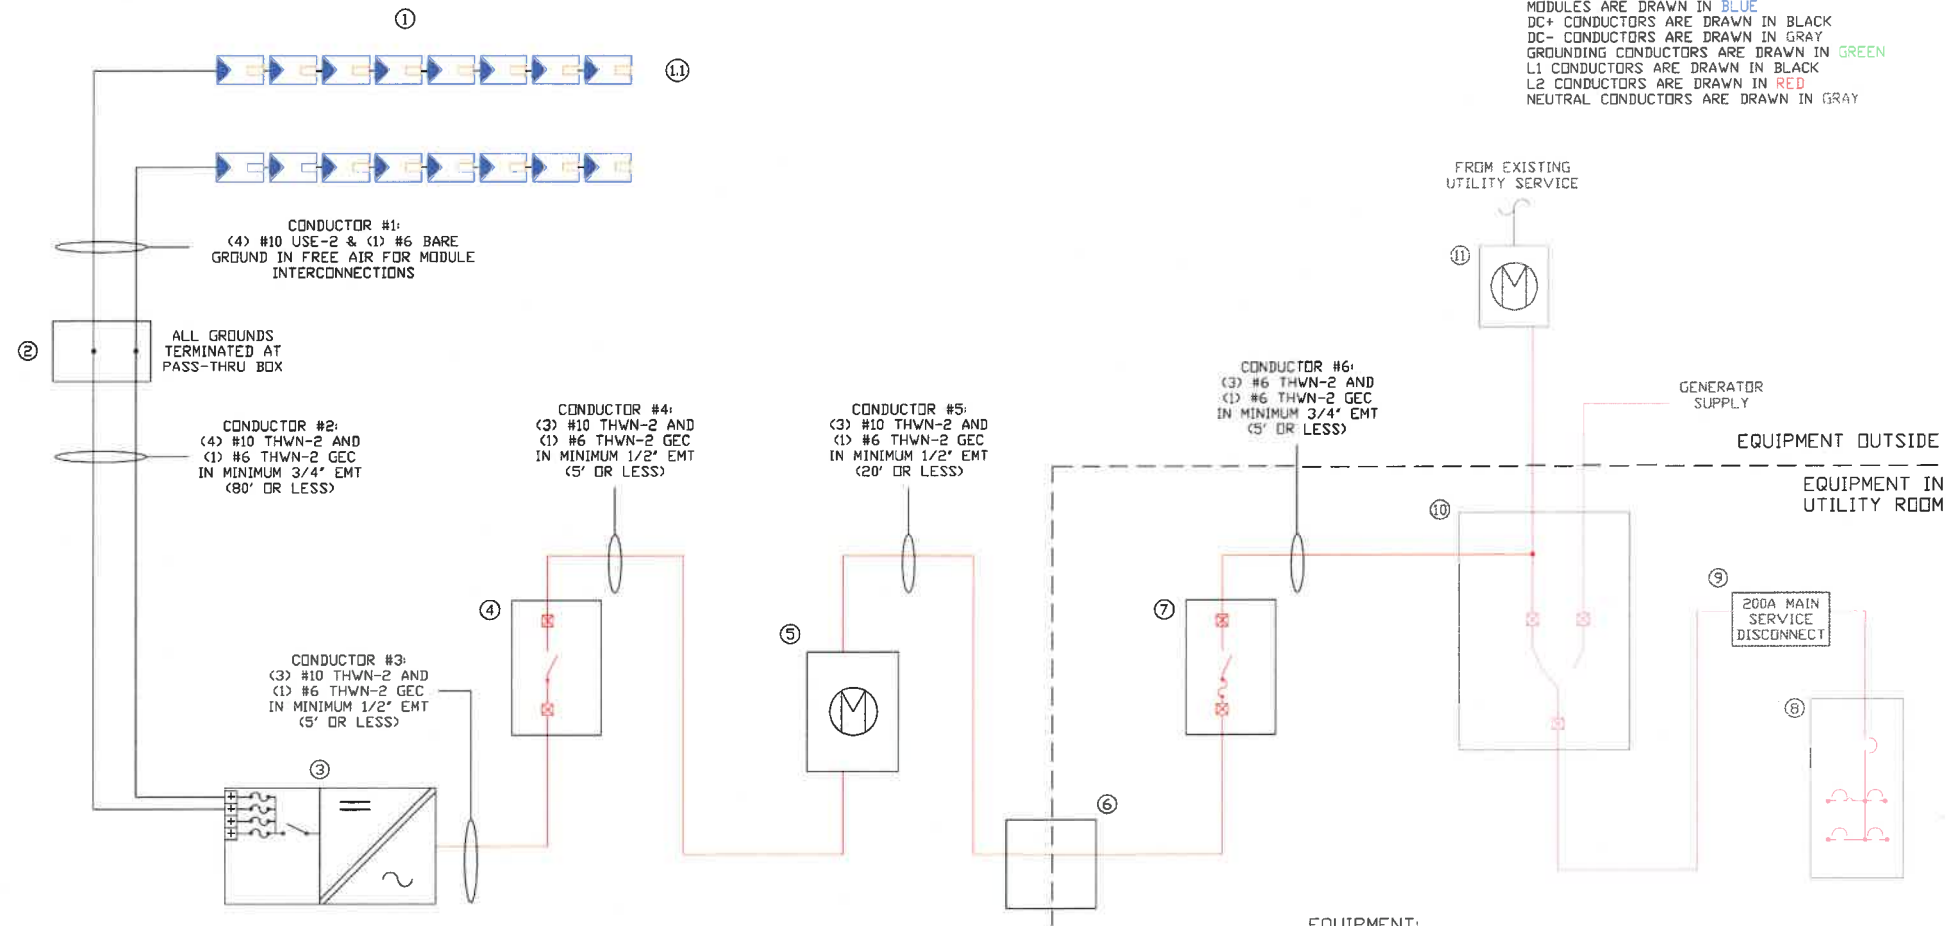 1
1.1
MODULES ARE DRAWN IN BLUE
DC+ CONDUCTORS ARE DRAWN IN BLACK
DC- CONDUCTORS ARE DRAWN IN GRAY
GROUNDING CONDUCTORS ARE DRAWN IN GREEN
L1 CONDUCTORS ARE DRAWN IN BLACK
L2 CONDUCTORS ARE DRAWN IN RED
NEUTRAL CONDUCTORS ARE DRAWN IN GRAY
FROM EXISTING
UTILITY SERVICE
CONDUCTOR #1:
(4) #10 USE-2 & (1) #6 BARE
GROUND IN FREE AIR FOR MODULE
INTERCONNECTIONS
11
M
2
ALL GROUNDS
TERMINATED AT
PASS-THRU BOX
CONDUCTOR #2:
(4) #10 THWN-2 AND
(1) #6 THWN-2 GEC
IN MINIMUM 3/4" EMT
(80' OR LESS)
CONDUCTOR #4:
(3) #10 THWN-2 AND
(1) #6 THWN-2 GEC
IN MINIMUM 1/2" EMT
(5' OR LESS)
CONDUCTOR #5:
(3) #10 THWN-2 AND
(1) #6 THWN-2 GEC
IN MINIMUM 1/2" EMT
(20' OR LESS)
CONDUCTOR #6:
(3) #6 THWN-2 AND
(1) #6 THWN-2 GEC
IN MINIMUM 3/4" EMT
(5' OR LESS)
GENERATOR
SUPPLY
EQUIPMENT OUTSIDE
EQUIPMENT IN
UTILITY ROOM
10
9
200A MAIN
SERVICE
DISCONNECT
4
5
M
7
8
CONDUCTOR #3:
(3) #10 THWN-2 AND
(1) #6 THWN-2 GEC
IN MINIMUM 1/2" EMT
(5' OR LESS)
3
+
+
+
+
6
EQUIPMENT: